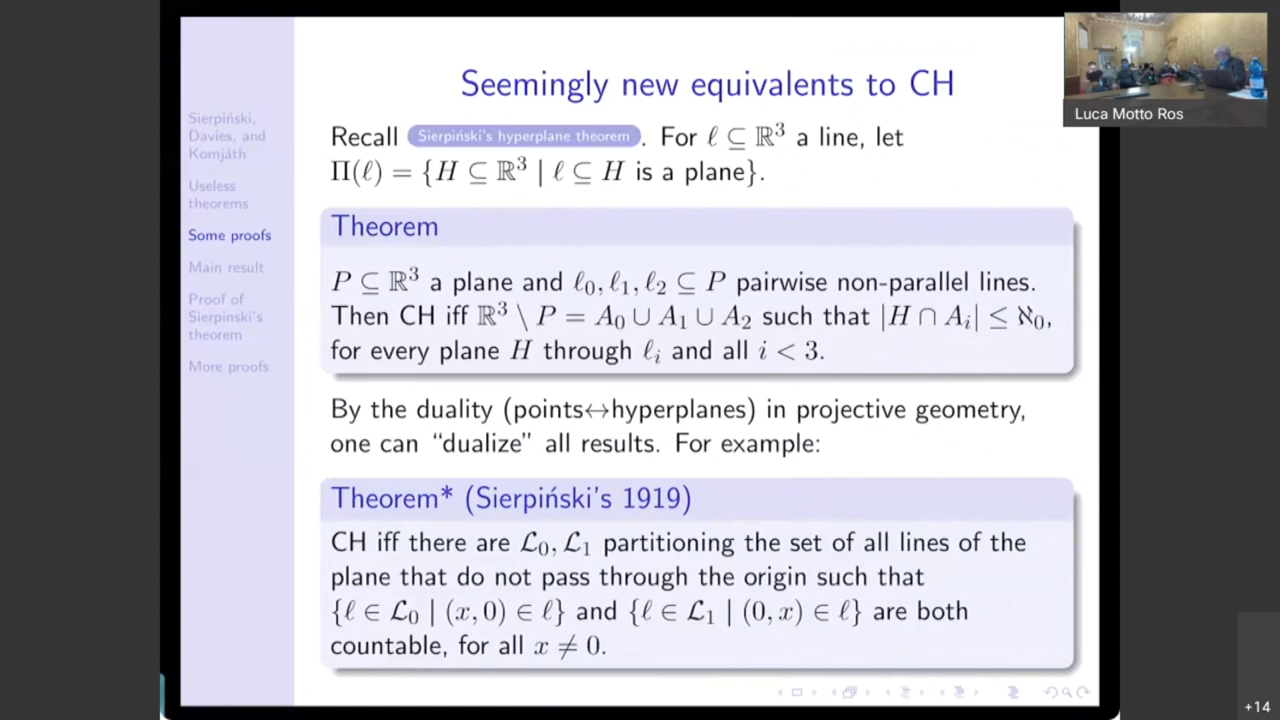 Seemingly new equivalents to CH
Recall Sierpiński's hyperplane theorem . For ℓ ⊆ ℝ³ a line, let
Π(ℓ) = {H ⊆ ℝ³ | ℓ ⊆ H is a plane}.
Theorem
P ⊆ ℝ³ a plane and ℓ₀, ℓ₁, ℓ₂ ⊆ P pairwise non-parallel lines.
Then CH iff ℝ³ \ P = A₀ ∪ A₁ ∪ A₂ such that |H ∩ Aᵢ| ≤ ℵ₀,
for every plane H through ℓᵢ and all i < 3.
By the duality (points↔hyperplanes) in projective geometry,
one can “dualize” all results. For example:
Theorem* (Sierpiński's 1919)
CH iff there are ℒ₀, ℒ₁ partitioning the set of all lines of the
plane that do not pass through the origin such that
{ℓ ∈ ℒ₀ | (x, 0) ∈ ℓ} and {ℓ ∈ ℒ₁ | (0, x) ∈ ℓ} are both
countable, for all x ≠ 0.
Sierpiński,
Davies, and
Komjáth
Useless
theorems
Some proofs
Main result
Proof of
Sierpinski's
theorem
More proofs
Luca Motto Ros
+14